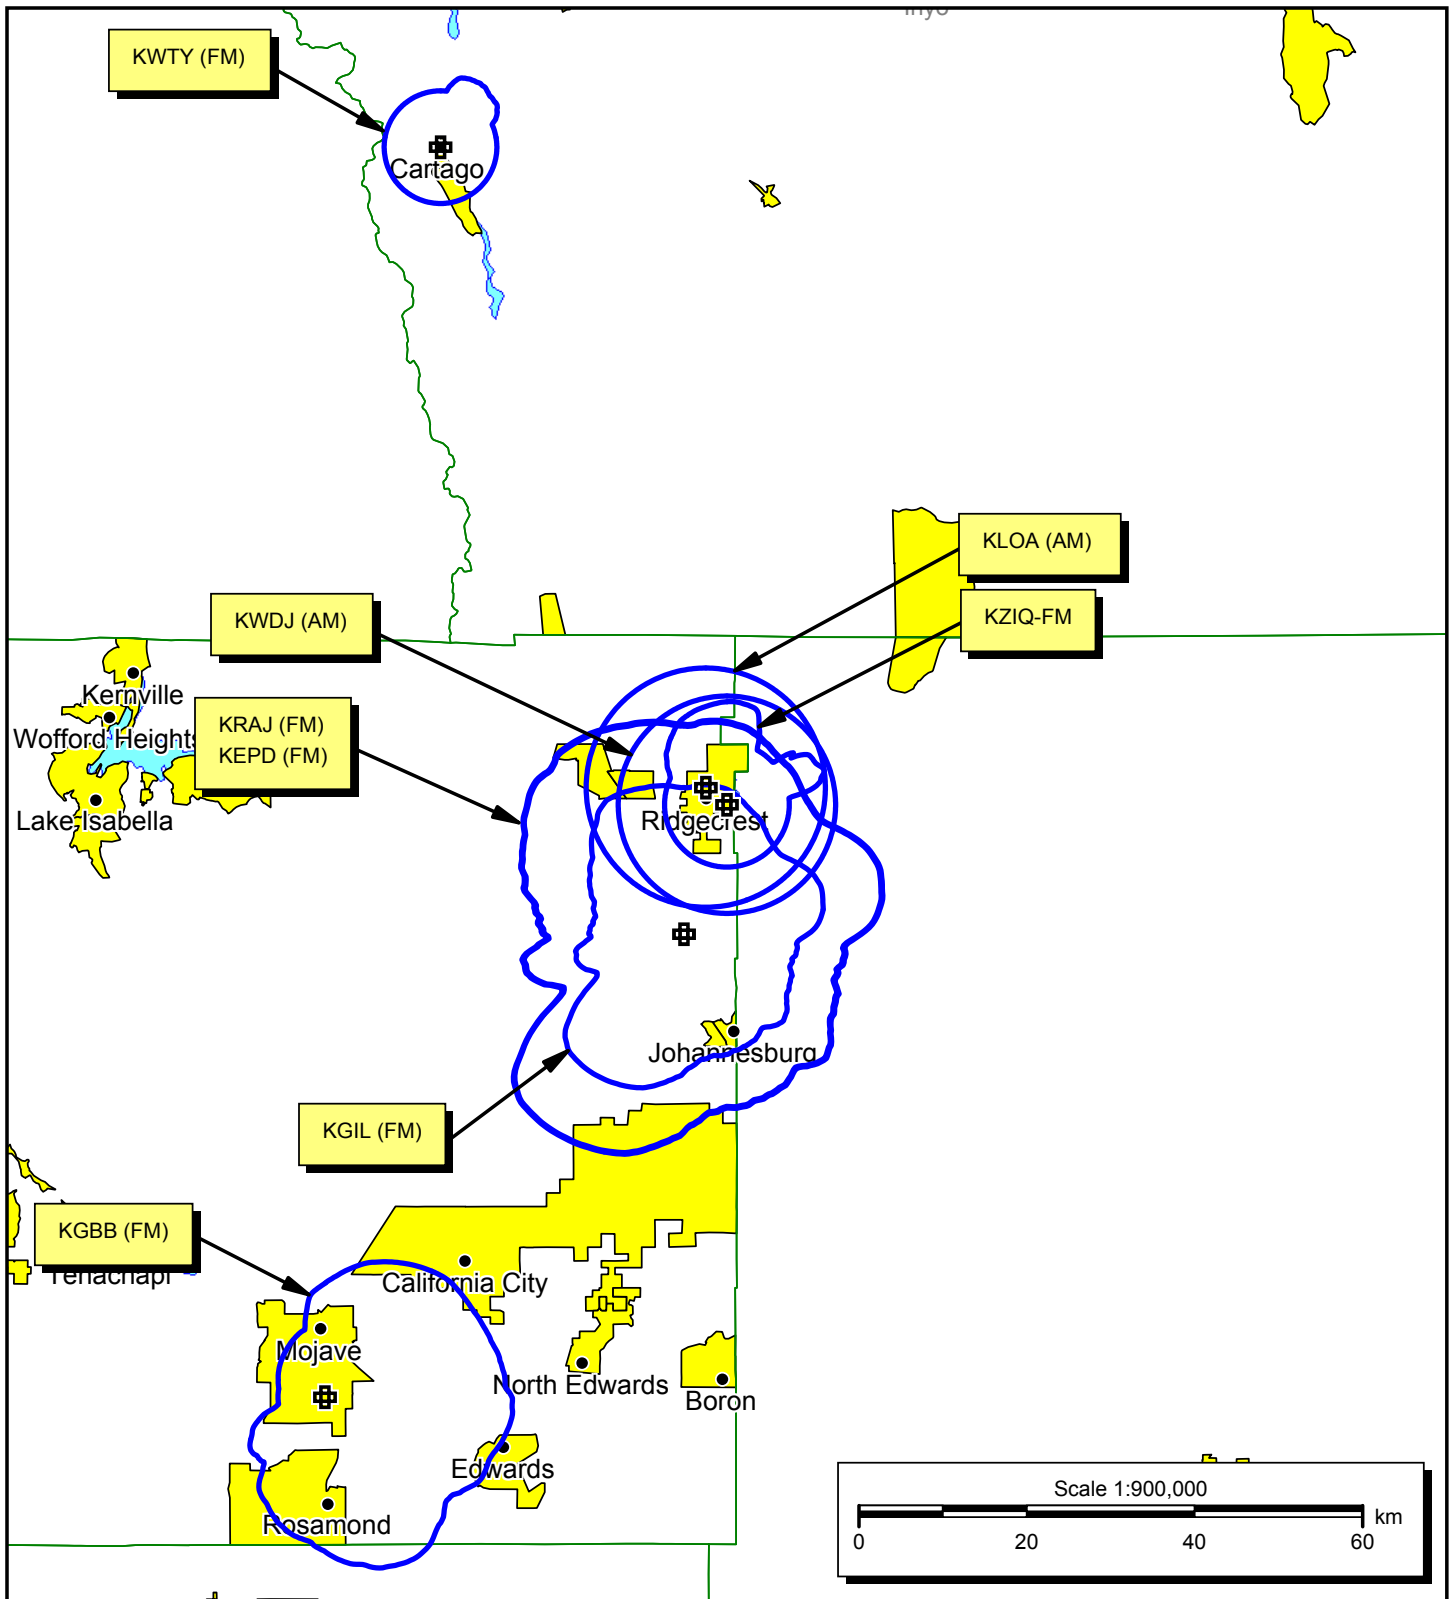 Inyo
KWTY (FM)
Cartago
KLOA (AM)
KWDJ (AM)
KZIQ-FM
Kernville
KRAJ (FM)
KEPD (FM)
Wofford Heights
Lake Isabella
Ridgecrest
Johannesburg
KGIL (FM)
KGBB (FM)
Tehachapi
California City
Mojave
North Edwards
Boron
Edwards
Rosamond
Scale 1:900,000
km
0 20 40 60